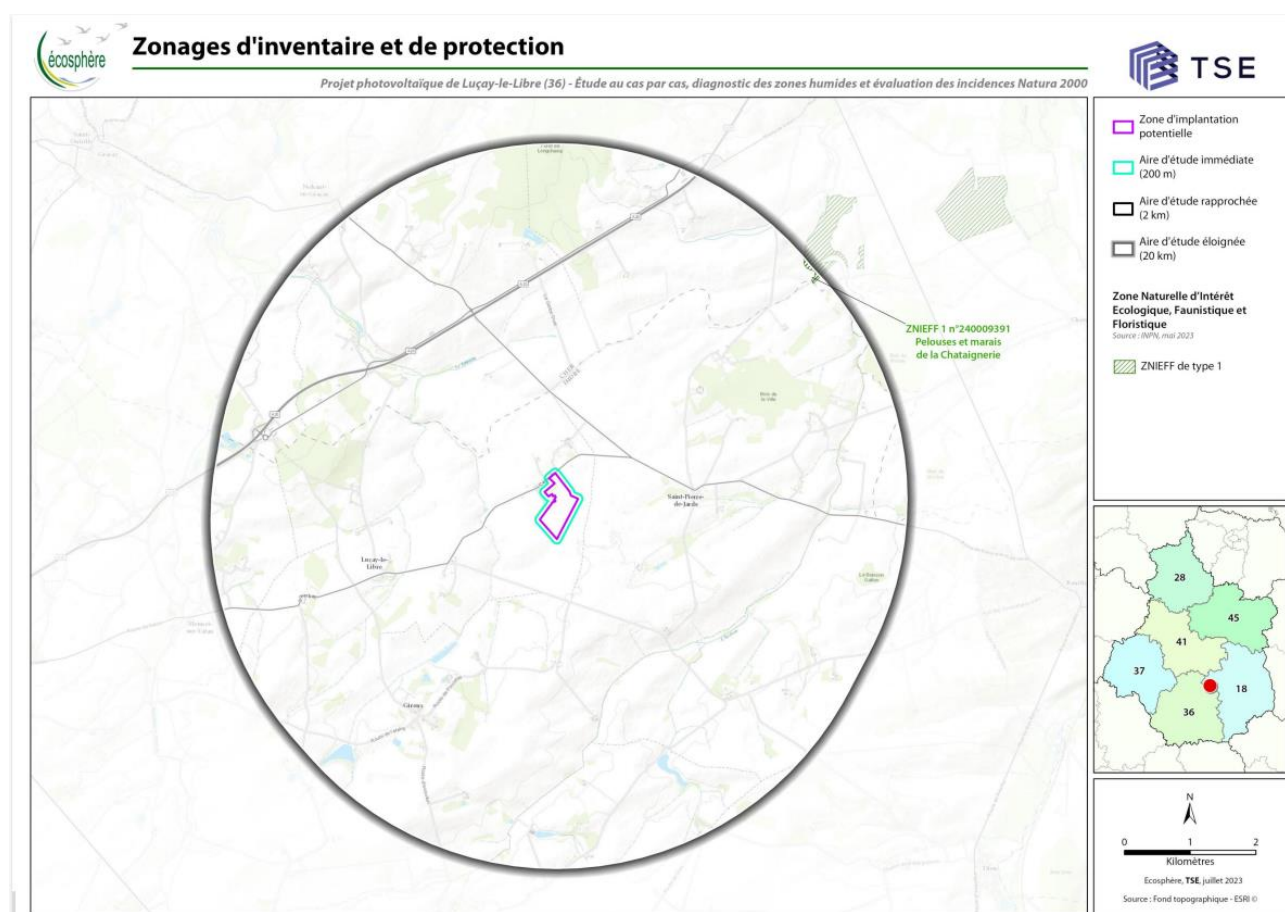 écosphère
Zonages d'inventaire et de protection
Projet photovoltaïque de Luçay-le-Libre (36) - Étude au cas par cas, diagnostic des zones humides et évaluation des incidences Natura 2000
TSE
ZNIEFF 1 n°240009391
Pelouses et marais
de la Chataignerie
Saint-Pierre-
de-Jards
Luçay-le-
Libre
Giroux
Zone d'implantation
potentielle
Aire d'étude immédiate
(200 m)
Aire d'étude rapprochée
(2 km)
Aire d'étude éloignée
(20 km)
Zone Naturelle d'Intérêt
Ecologique, Faunistique et
Floristique
Source : INPN, mai 2023
ZNIEFF de type 1
28
45
41
37
18
36
N
0 1 2
Kilomètres
Ecosphère, TSE, juillet 2023
Source : Fond topographique - ESRI ©